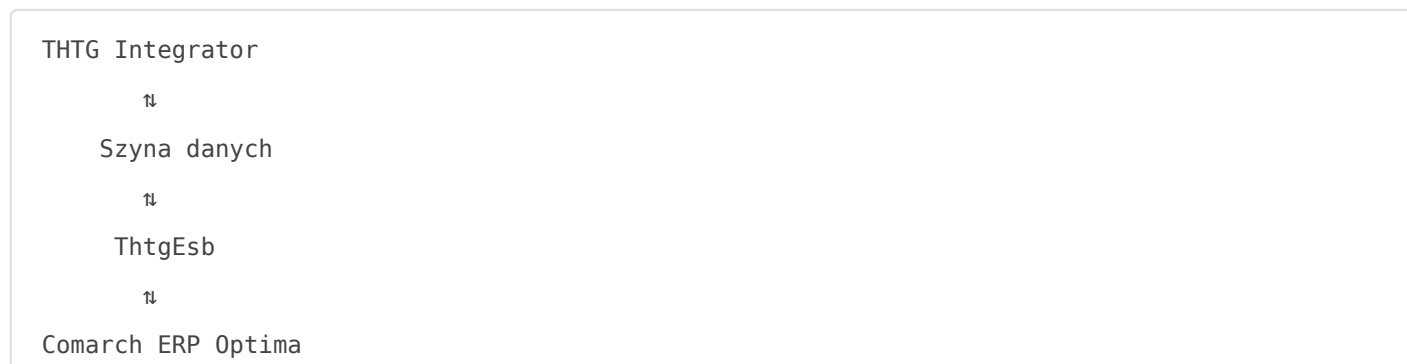 THTG Integrator
⇅
Szyna danych
⇅
ThtgEsb
⇅
Comarch ERP Optima